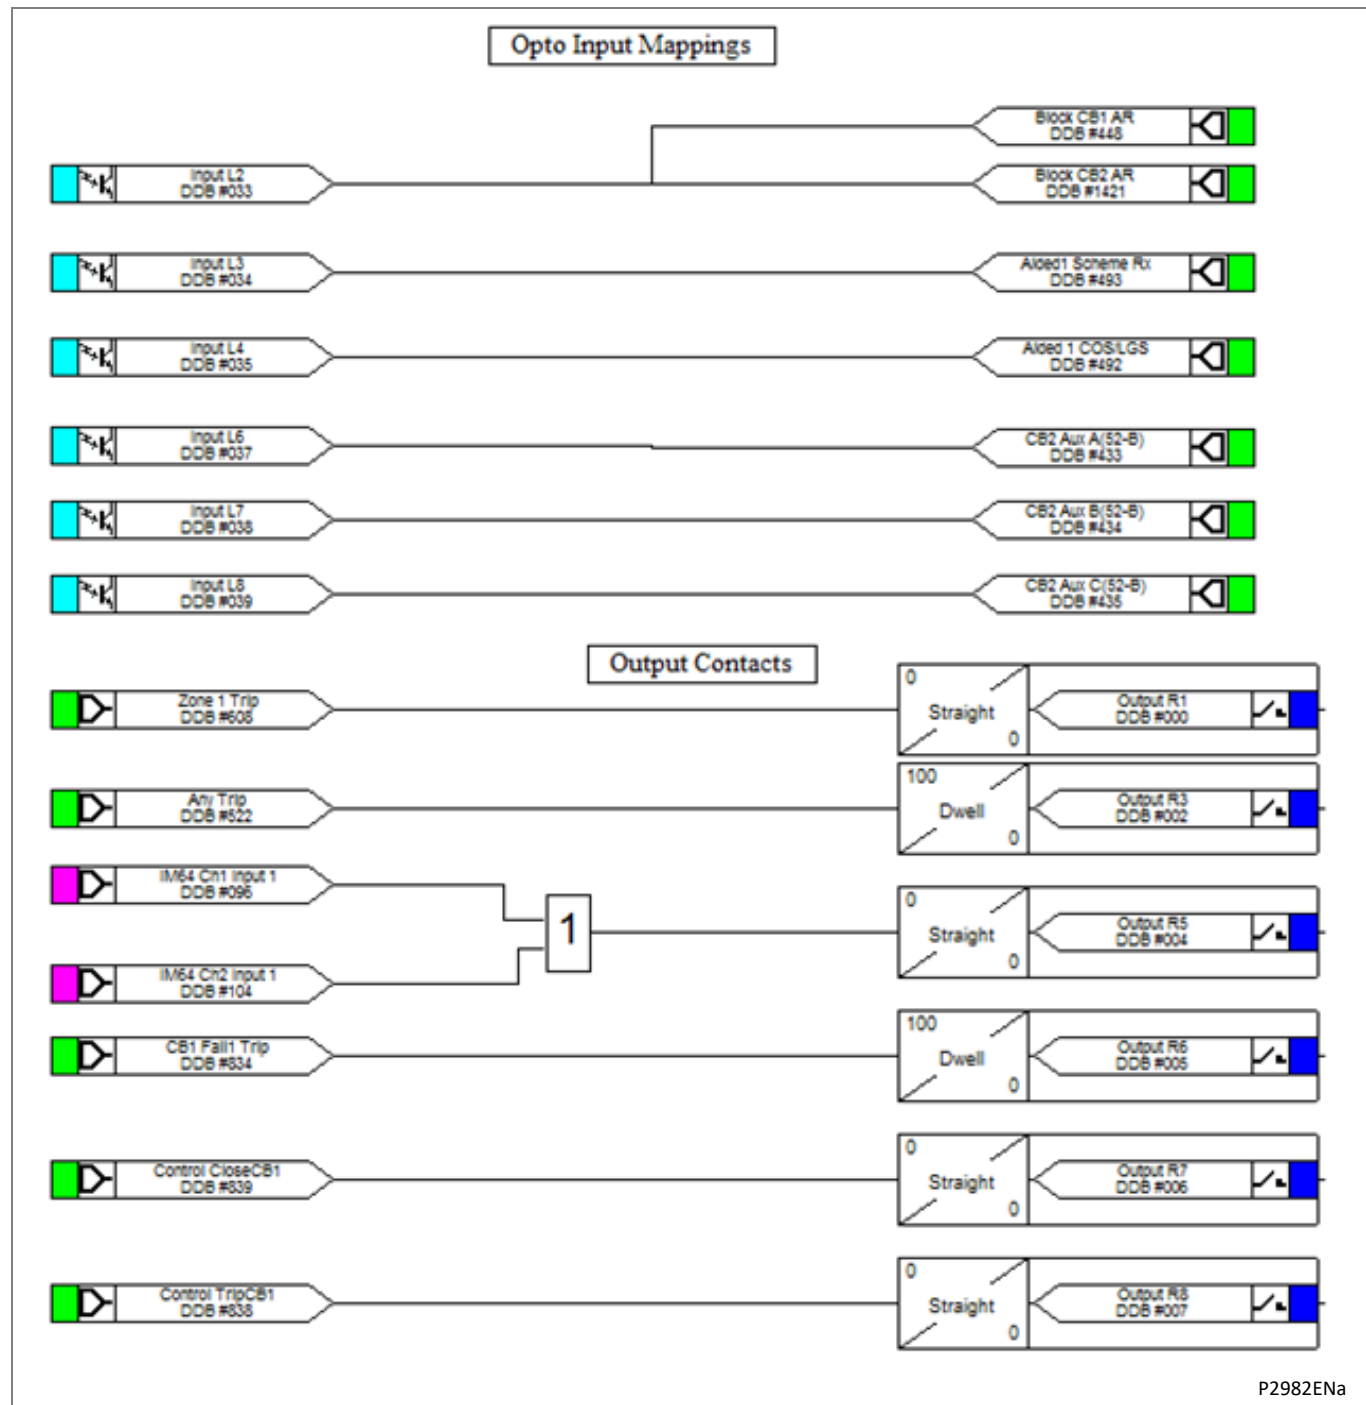 Opto Input Mappings
Block CB1 AR
DDB #448
Input L2
DDB #033
Block CB2 AR
DDB #1421
Input L3
DDB #034
Aided1 Scheme Rx
DDB #493
Input L4
DDB #035
Aided 1 COS/LGS
DDB #492
Input L6
DDB #037
CB2 Aux A(52-B)
DDB #433
Input L7
DDB #038
CB2 Aux B(52-B)
DDB #434
Input L8
DDB #039
CB2 Aux C(52-B)
DDB #435
Output Contacts
Zone 1 Trip
DDB #608
0
Straight
0
Output R1
DDB #000
Any Trip
DDB #522
100
Dwell
0
Output R3
DDB #002
IM64 Ch1 Input 1
DDB #096
IM64 Ch2 Input 1
DDB #104
1
0
Straight
0
Output R5
DDB #004
CB1 Fail1 Trip
DDB #834
100
Dwell
0
Output R6
DDB #005
Control CloseCB1
DDB #839
0
Straight
0
Output R7
DDB #006
Control TripCB1
DDB #838
0
Straight
0
Output R8
DDB #007
P2982ENa